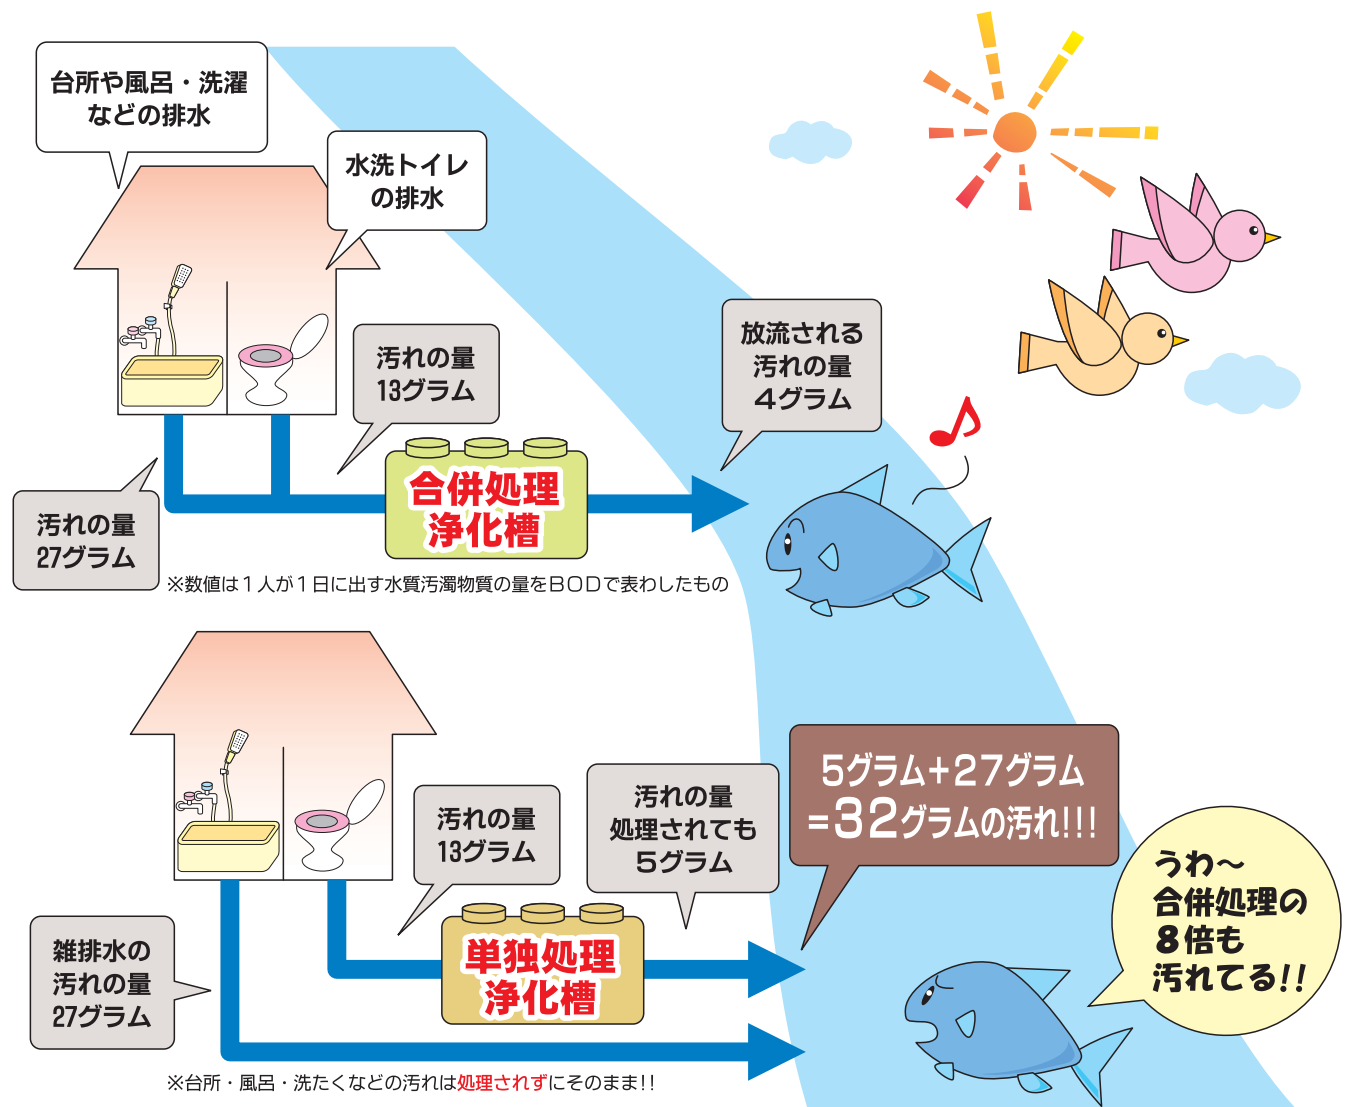 台所や風呂・洗濯
などの排水
水洗トイレ
の排水
汚れの量
13グラム
放流される
汚れの量
4グラム
合併処理
浄化槽
汚れの量
27グラム
※数値は1人が1日に出す水質汚濁物質の量をBODで表わしたもの
汚れの量
13グラム
汚れの量
処理されても
5グラム
5グラム+27グラム
=32グラムの汚れ!!!
うわ~
合併処理の
8倍も
汚れてる!!
雑排水の
汚れの量
27グラム
単独処理
浄化槽
※台所・風呂・洗たくなどの汚れは処理されずにそのまま!!